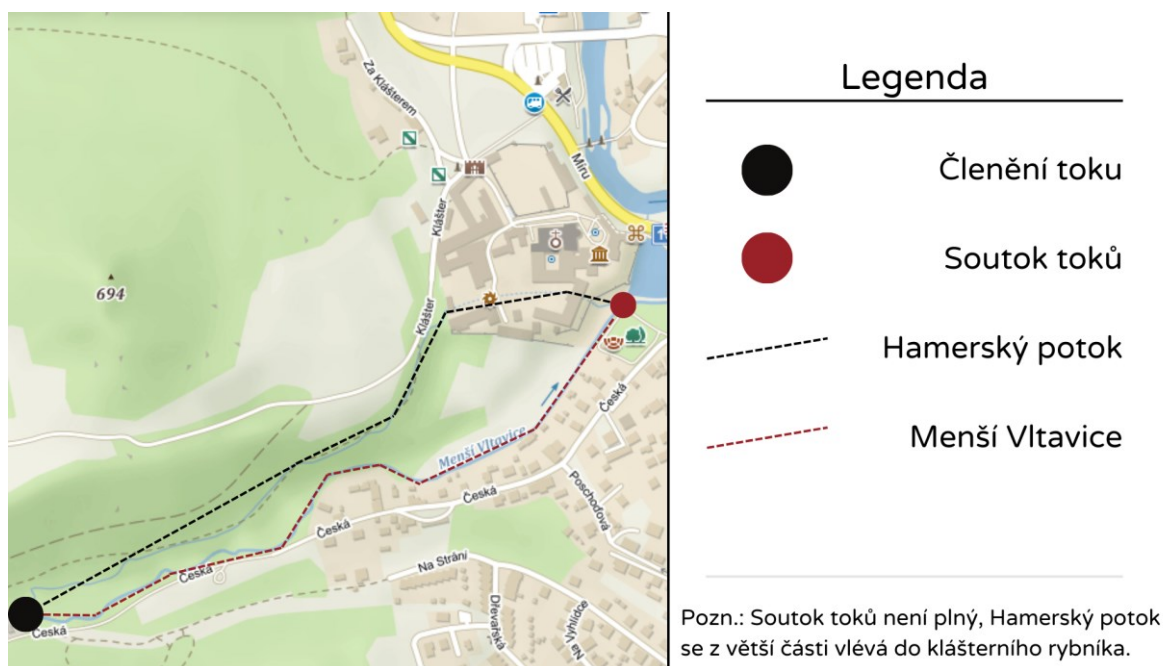 Za Klášterem
Míru
Klášter
694
Klášter
Česká
Menší Vltavice
Poschodová
Česká
Česká
Na Stráni
Česká
Dřevařská
Na Vyhlídce
Česká
Legenda
Členění toku
Soutok toků
Hamerský potok
Menší Vltavice
Pozn.: Soutok toků není plný, Hamerský potok
se z větší části vlévá do klášterního rybníka.